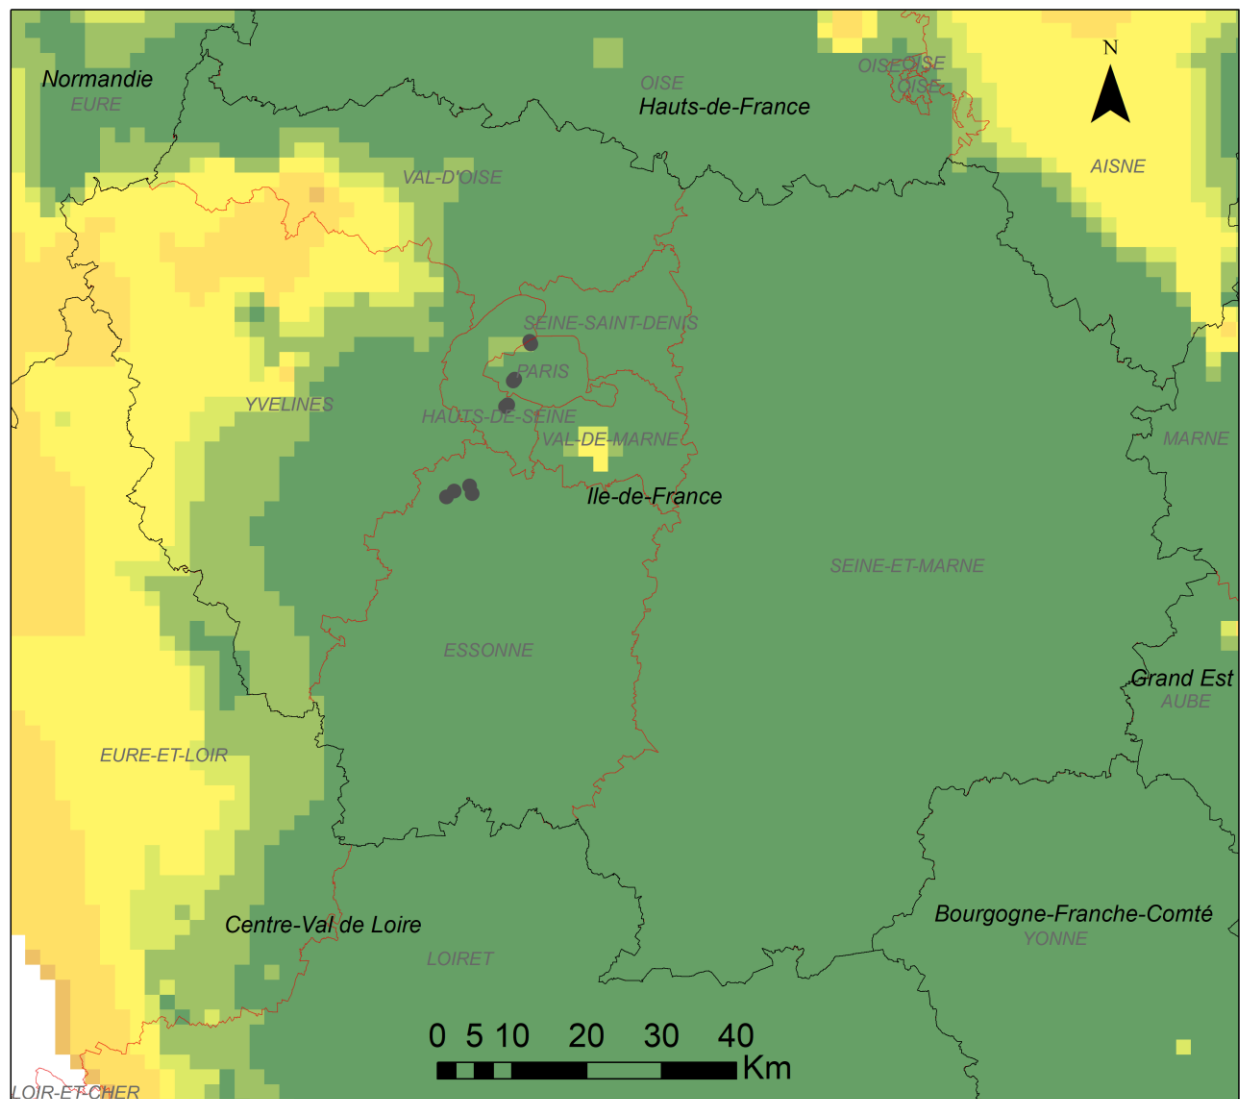 N
Normandie
EURE
OISE
Hauts-de-France
OISE
OISE
OISE
AISNE
VAL-D'OISE
SEINE-SAINT-DENIS
PARIS
YVELINES
HAUTS-DE-SEINE
VAL-DE-MARNE
MARNE
Ile-de-France
SEINE-ET-MARNE
ESSONNE
Grand Est
AUBE
EURE-ET-LOIR
Centre-Val de Loire
Bourgogne-Franche-Comté
YONNE
LOIRET
0 5 10 20 30 40
Km
LOIR-ET-CHER